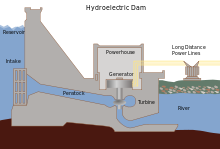 Hydroelectric Dam
Reservoir
Long Distance
Power Lines
Powerhouse
Intake
Generator
Penstock
Turbine
River